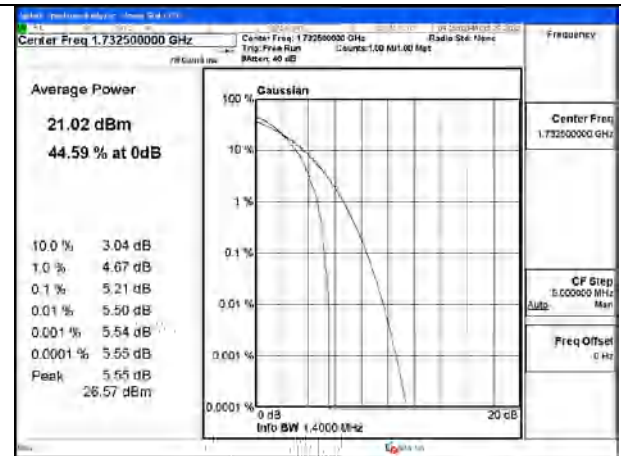 Center Freq 1.732500000 GHz
Center Freq: 1.732500000 GHz
Radio Std: None
Trig: Free Run
Counts:1.00 M/1.00 Mpt
#Atten: 40 dB
Frequency
Average Power
21.02 dBm
44.59 % at 0dB
10.0 % 3.04 dB
1.0 % 4.67 dB
0.1 % 5.21 dB
0.01 % 5.50 dB
0.001 % 5.54 dB
0.0001 % 5.55 dB
Peak 5.55 dB
26.57 dBm
Gaussian
100 %
10 %
1 %
0.1 %
0.01 %
0.001 %
0.0001 %
0 dB
20 dB
Info BW 1.4000 MHz
Center Freq
1.732500000 GHz
CF Step
5.000000 MHz
Auto Man
Freq Offset
0 Hz